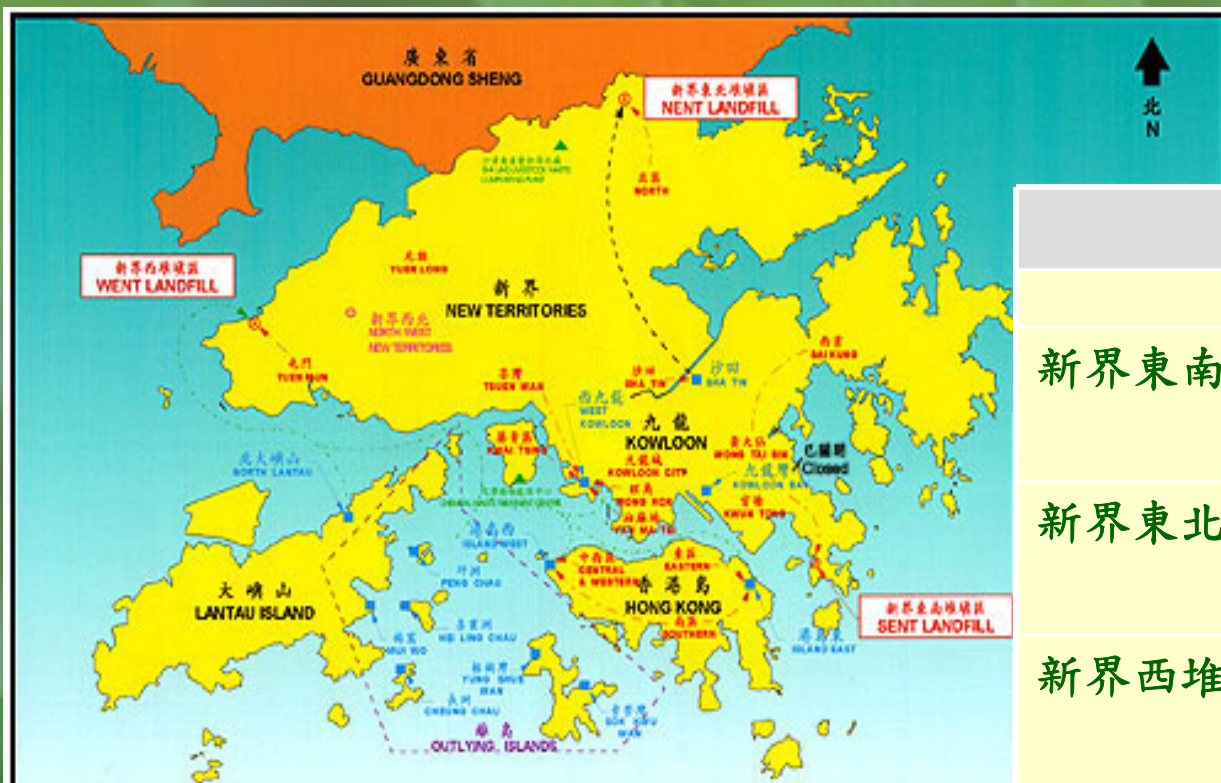 廣東省
GUANGDONG SHENG
新界東北堆填區
NENT LANDFILL
北
N
北區
NORTH
新界西堆填區
WENT LANDFILL
元朗
YUEN LONG
新界
NEW TERRITORIES
新界西北
NORTH WEST
NEW TERRITORIES
屯門
TUEN MUN
荃灣
TSUEN WAN
西貢
SAI KUNG
沙田
SHA TIN
沙田
SHA TIN
西九龍
WEST
KOWLOON
九龍
KOWLOON
葵青區
KWAI TSING
黃大仙
WONG TAI SIN
已關閉
Closed
九龍城
KOWLOON CITY
九龍灣
KOWLOON BAY
北大嶼山
NORTH LANTAU
旺角
MONG KOK
官塘
KWUN TONG
油麻地
YAU MA TEI
港島西
ISLAND WEST
坪洲
PENG CHAU
中西區
CENTRAL
& WESTERN
東區
EASTERN
香港島
HONG KONG
大嶼山
LANTAU ISLAND
南區
SOUTHERN
新界東南堆填區
SENT LANDFILL
喜靈洲
HEI LING CHAU
梅窩
MUI WO
港島東
ISLAND EAST
榕樹灣
YUNG SHUE
WAN
長洲
CHEUNG CHAU
索罟灣
SOK KWU
WAN
離島
OUTLYING ISLANDS
新界東南
新界東北
新界西堆